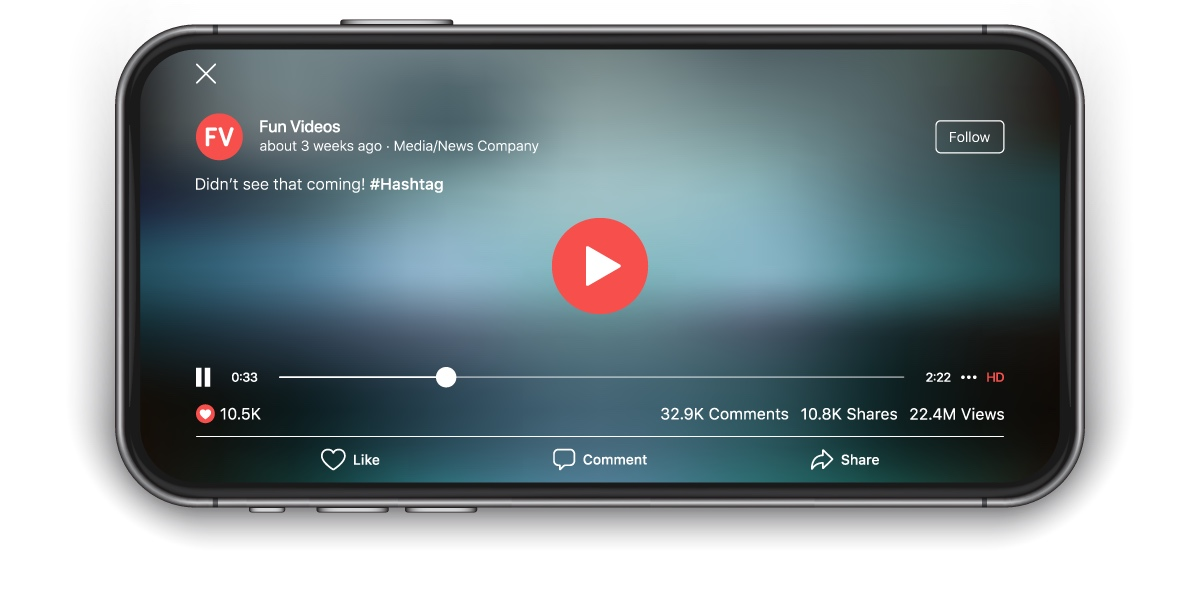 FV
Fun Videos
about 3 weeks ago · Media/News Company
Follow
Didn’t see that coming! #Hashtag
0:33
2:22 ••• HD
10.5K
32.9K Comments 10.8K Shares 22.4M Views
Like
Comment
Share